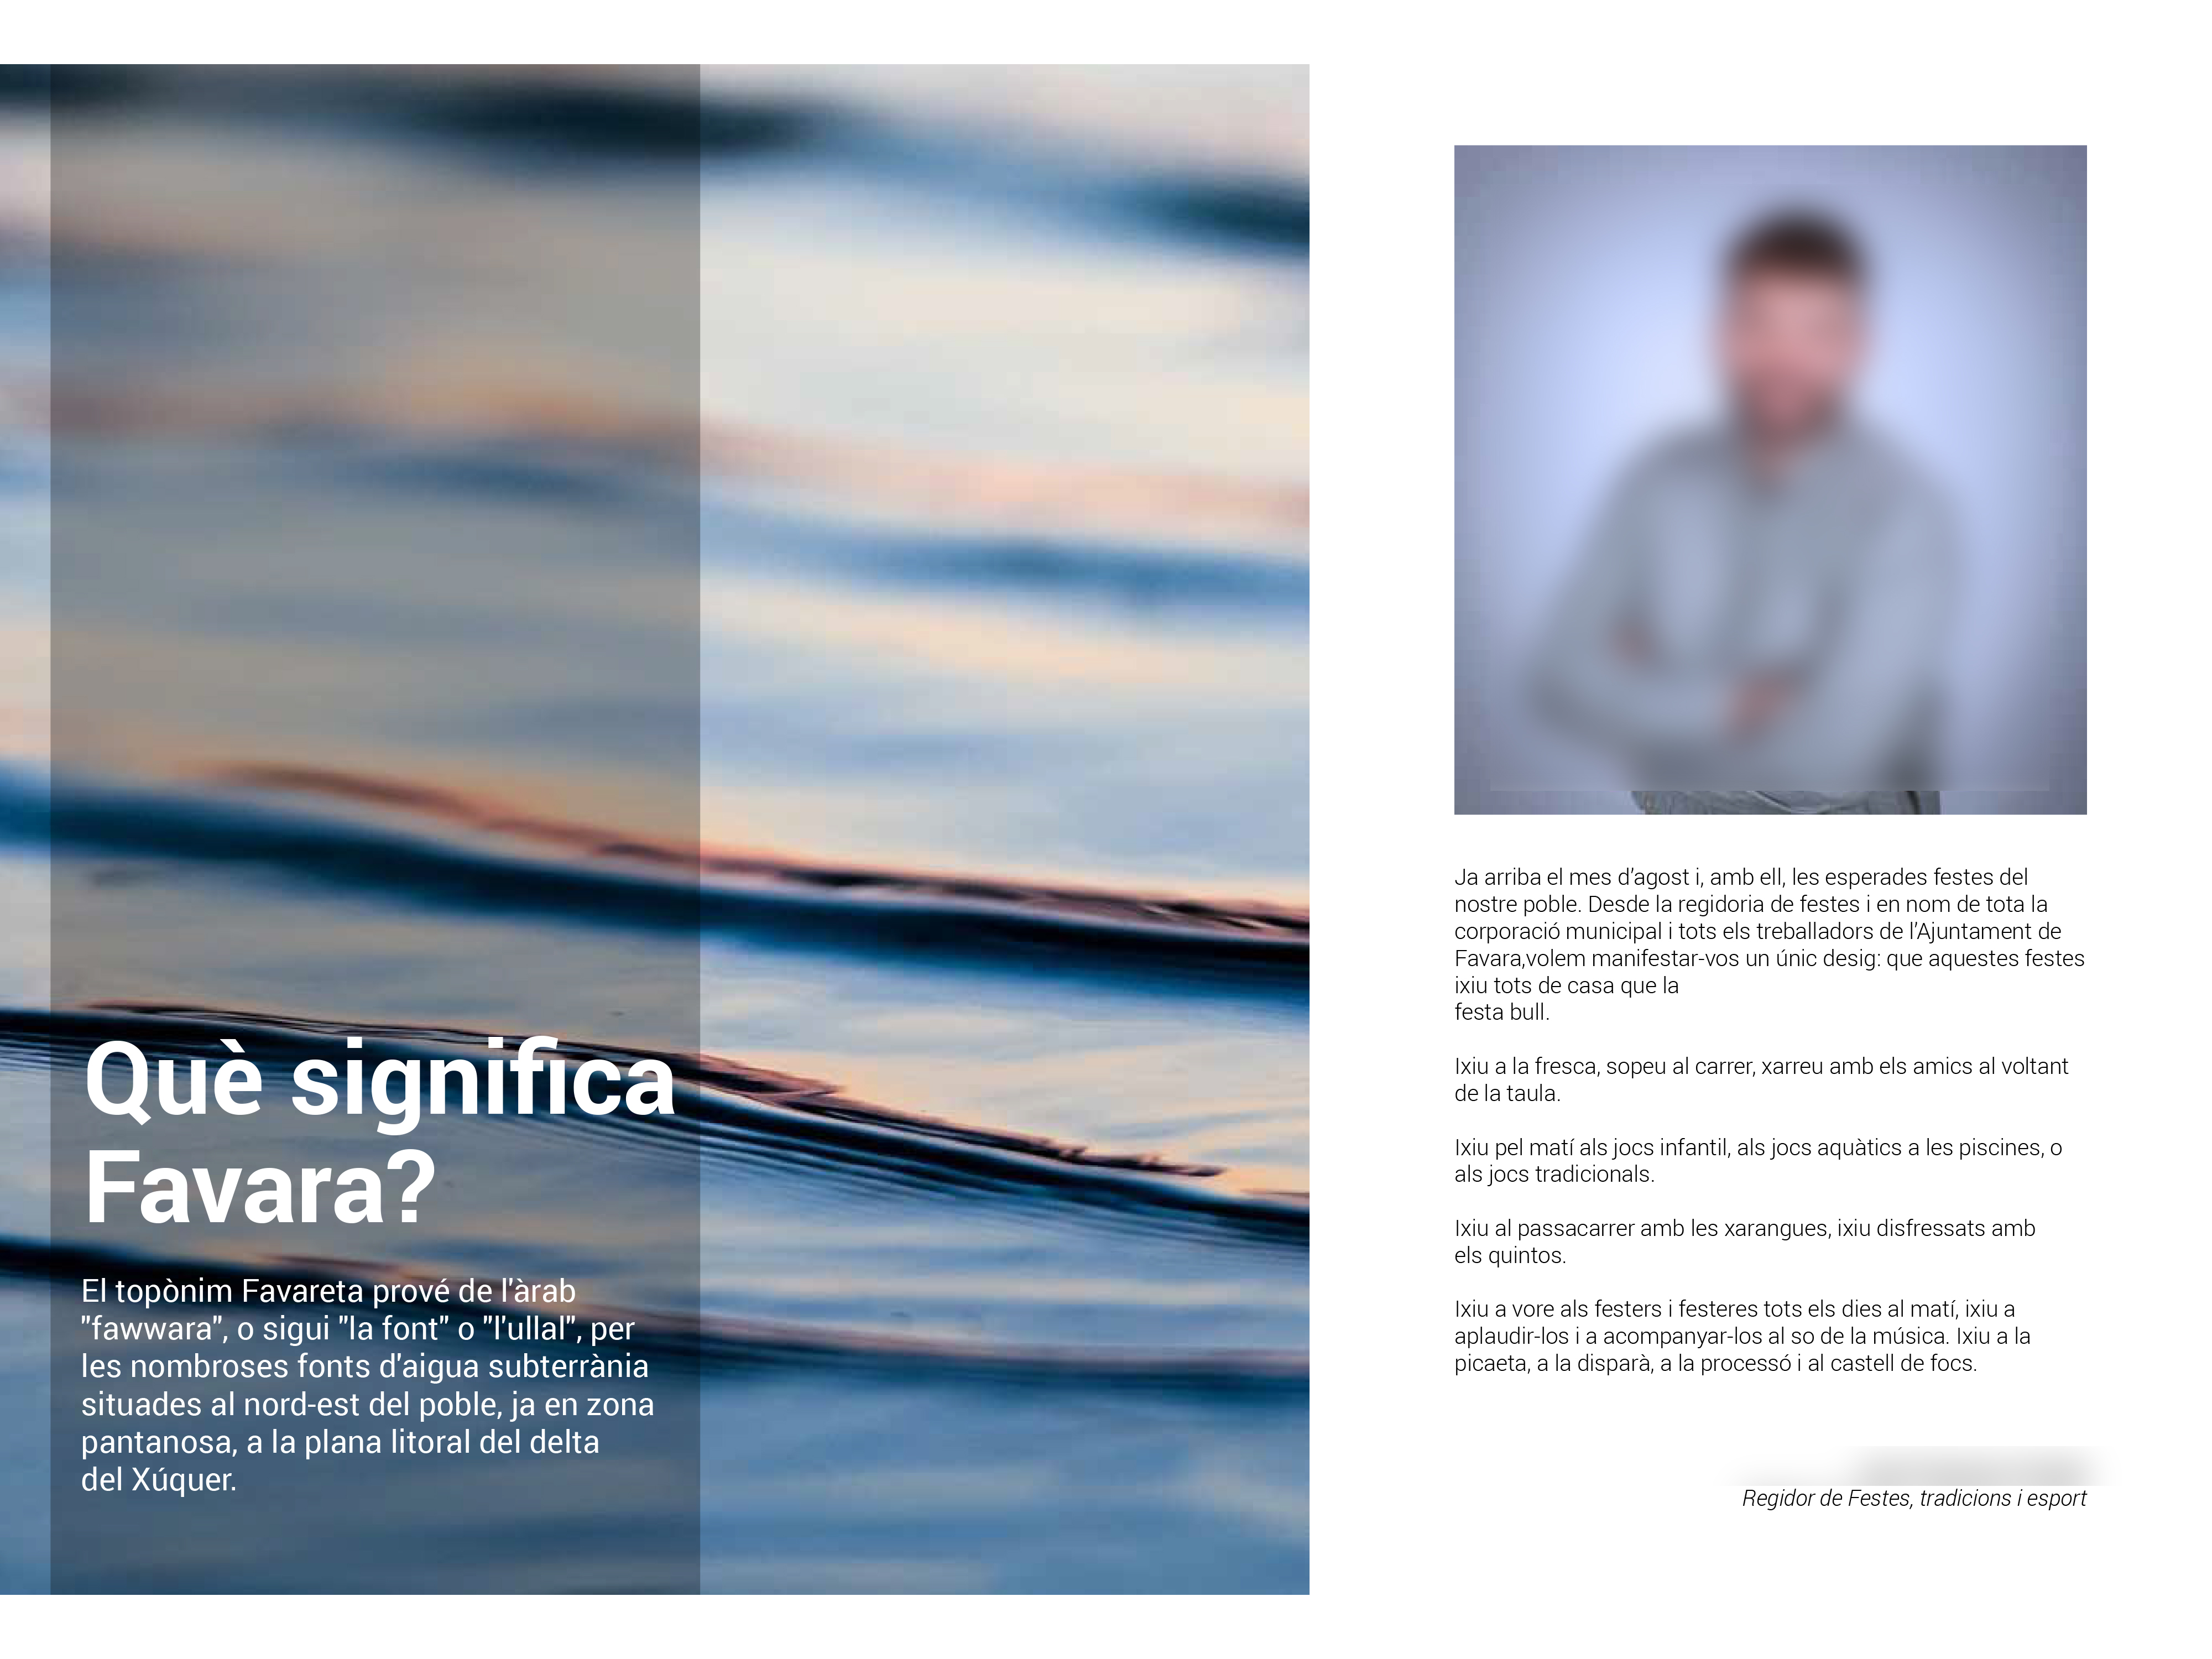 Què significa
Favara?
El topònim Favareta prové de l'àrab
"fawwara", o sigui "la font" o "l'ullal", per
les nombroses fonts d'aigua subterrània
situades al nord-est del poble, ja en zona
pantanosa, a la plana litoral del delta
del Xúquer.
Ja arriba el mes d’agost i, amb ell, les esperades festes del
nostre poble. Desde la regidoria de festes i en nom de tota la
corporació municipal i tots els treballadors de l’Ajuntament de
Favara,volem manifestar-vos un únic desig: que aquestes festes
ixiu tots de casa que la
festa bull.
Ixiu a la fresca, sopeu al carrer, xarreu amb els amics al voltant
de la taula.
Ixiu pel matí als jocs infantil, als jocs aquàtics a les piscines, o
als jocs tradicionals.
Ixiu al passacarrer amb les xarangues, ixiu disfressats amb
els quintos.
Ixiu a vore als festers i festeres tots els dies al matí, ixiu a
aplaudir-los i a acompanyar-los al so de la música. Ixiu a la
picaeta, a la disparà, a la processó i al castell de focs.
Regidor de Festes, tradicions i esport